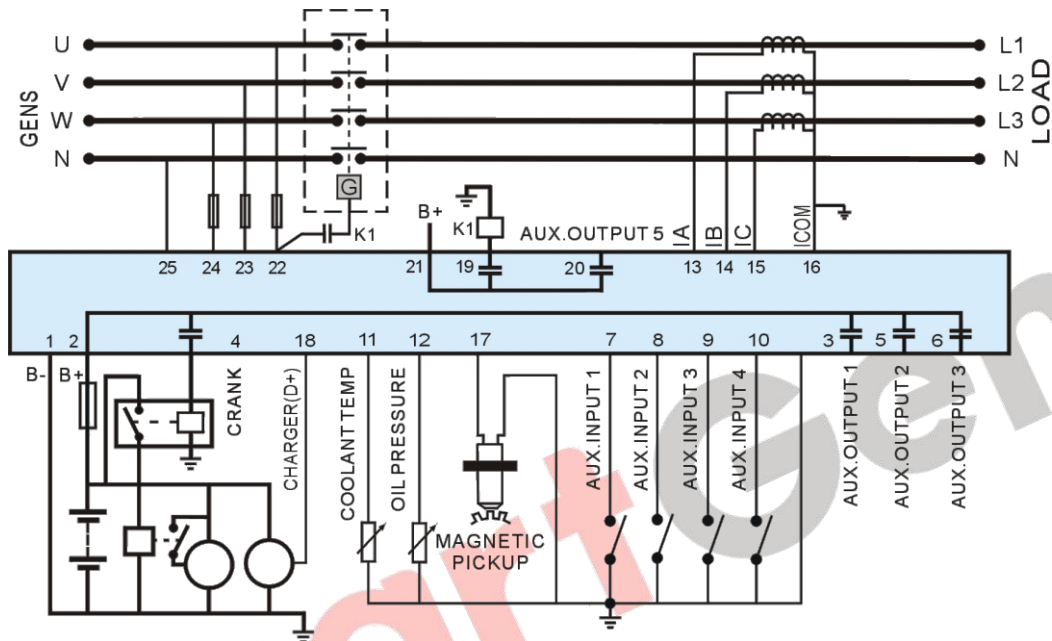 U
V
W
N
GENS
L1
L2
L3
N
LOAD
G
K1
B+
K1
AUX.OUTPUT 5
IA
IB
IC
ICOM
25
24
23
22
21
19
20
13
14
15
16
1
2
4
18
11
12
17
7
8
9
10
3
5
6
B-
B+
CRANK
CHARGER(D+)
COOLANT TEMP
OIL PRESSURE
MAGNETIC
PICKUP
AUX.INPUT 1
AUX.INPUT 2
AUX.INPUT 3
AUX.INPUT 4
AUX.OUTPUT 1
AUX.OUTPUT 2
AUX.OUTPUT 3
artGen